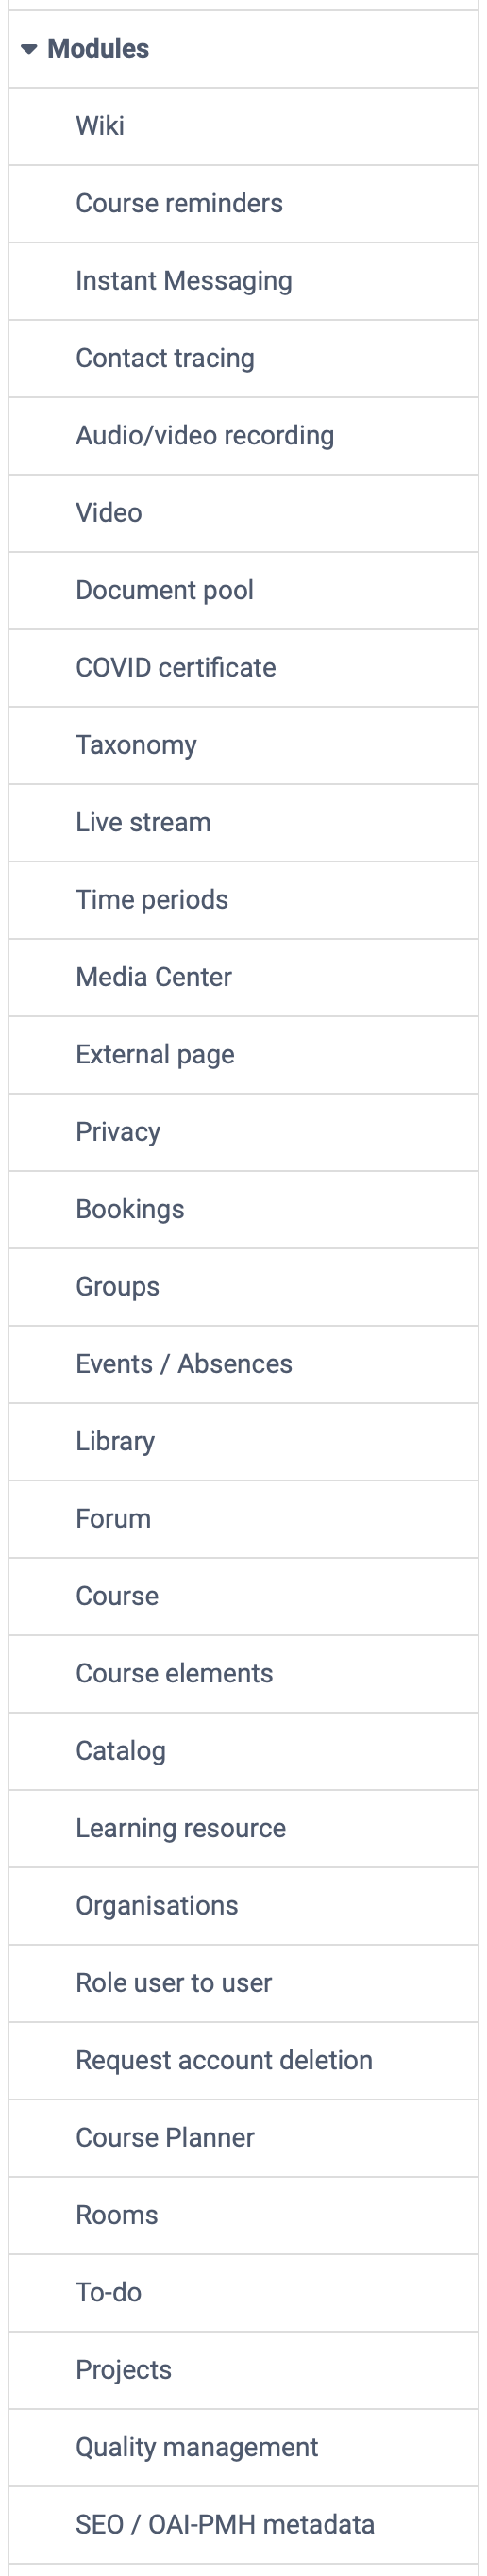 Modules
Wiki
Course reminders
Instant Messaging
Contact tracing
Audio/video recording
Video
Document pool
COVID certificate
Taxonomy
Live stream
Time periods
Media Center
External page
Privacy
Bookings
Groups
Events / Absences
Library
Forum
Course
Course elements
Catalog
Learning resource
Organisations
Role user to user
Request account deletion
Course Planner
Rooms
To-do
Projects
Quality management
SEO / OAI-PMH metadata